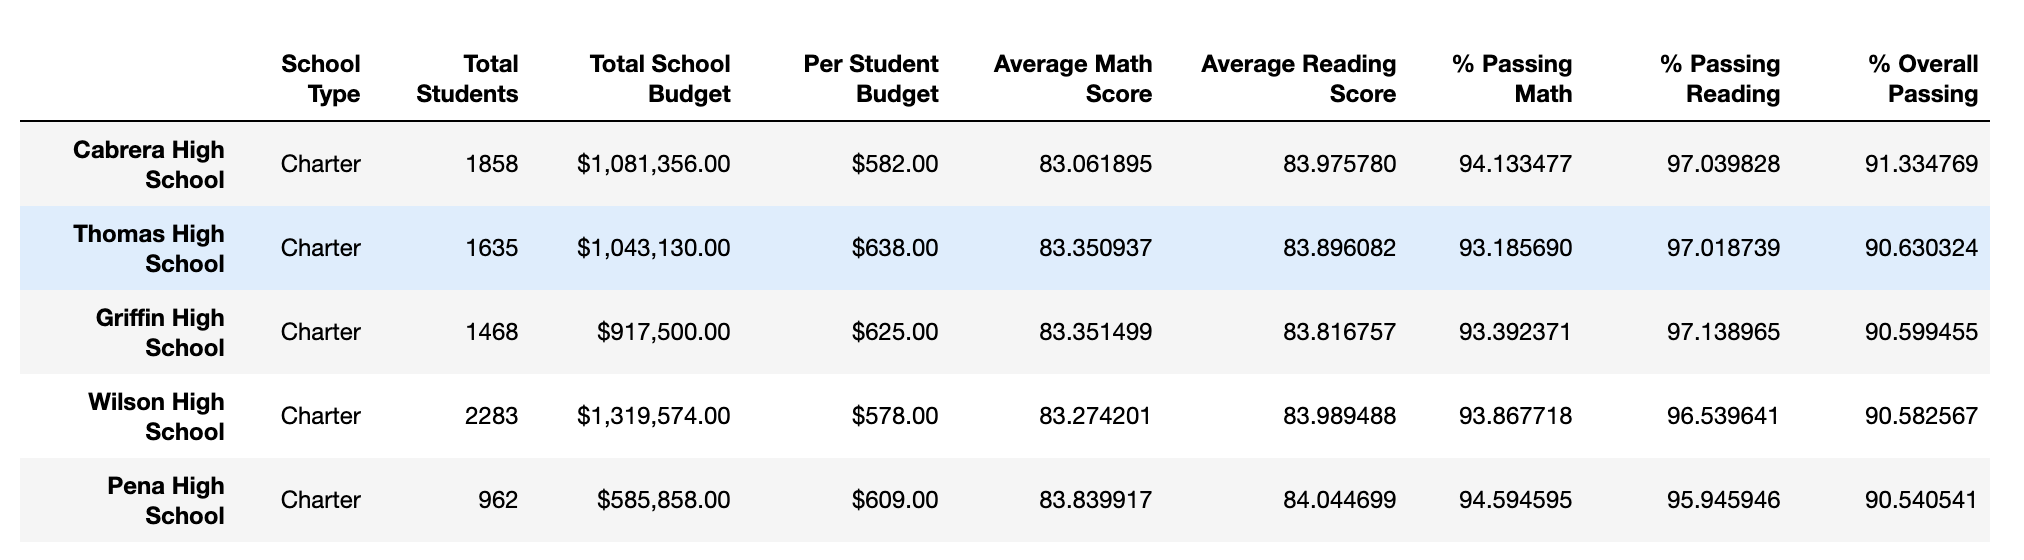 School Total Total School Per Student Average Math Average Reading % Passing % Passing % Overall
Type Students Budget Budget Score Score Math Reading Passing
Cabrera High
School Charter 1858 $1,081,356.00 $582.00 83.061895 83.975780 94.133477 97.039828 91.334769
Thomas High
School Charter 1635 $1,043,130.00 $638.00 83.350937 83.896082 93.185690 97.018739 90.630324
Griffin High
School Charter 1468 $917,500.00 $625.00 83.351499 83.816757 93.392371 97.138965 90.599455
Wilson High
School Charter 2283 $1,319,574.00 $578.00 83.274201 83.989488 93.867718 96.539641 90.582567
Pena High
School Charter 962 $585,858.00 $609.00 83.839917 84.044699 94.594595 95.945946 90.540541